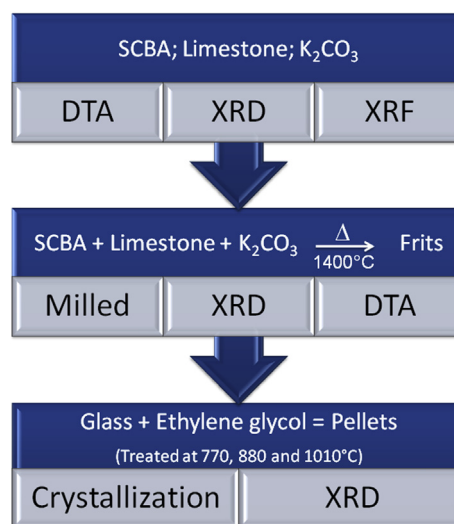 SCBA; Limestone; K₂CO₃
DTA XRD XRF
SCBA + Limestone + K₂CO₃ Δ→ 1400°C Frits
Milled XRD DTA
Glass + Ethylene glycol = Pellets
(Treated at 770, 880 and 1010°C)
Crystallization XRD